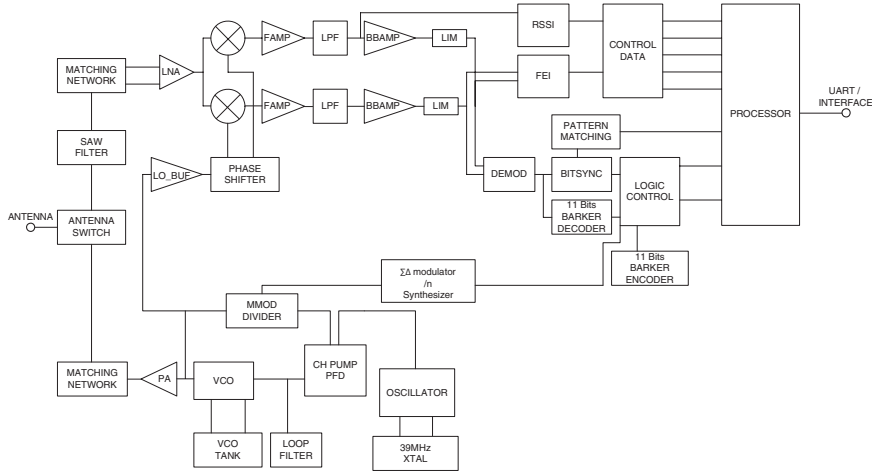 MATCHING
NETWORK
LNA
FAMP
LPF
BBAMP
LIM
RSSI
CONTROL
DATA
FEI
PROCESSOR
UART /
INTERFACE
FAMP
LPF
BBAMP
LIM
SAW
FILTER
LO_BUF
PHASE
SHIFTER
PATTERN
MATCHING
DEMOD
BITSYNC
LOGIC
CONTROL
11 Bits
BARKER
DECODER
ANTENNA
ANTENNA
SWITCH
11 Bits
BARKER
ENCODER
ΣΔ modulator
/n
Synthesizer
MMOD
DIVIDER
MATCHING
NETWORK
PA
VCO
CH PUMP
PFD
OSCILLATOR
VCO
TANK
LOOP
FILTER
39MHz
XTAL